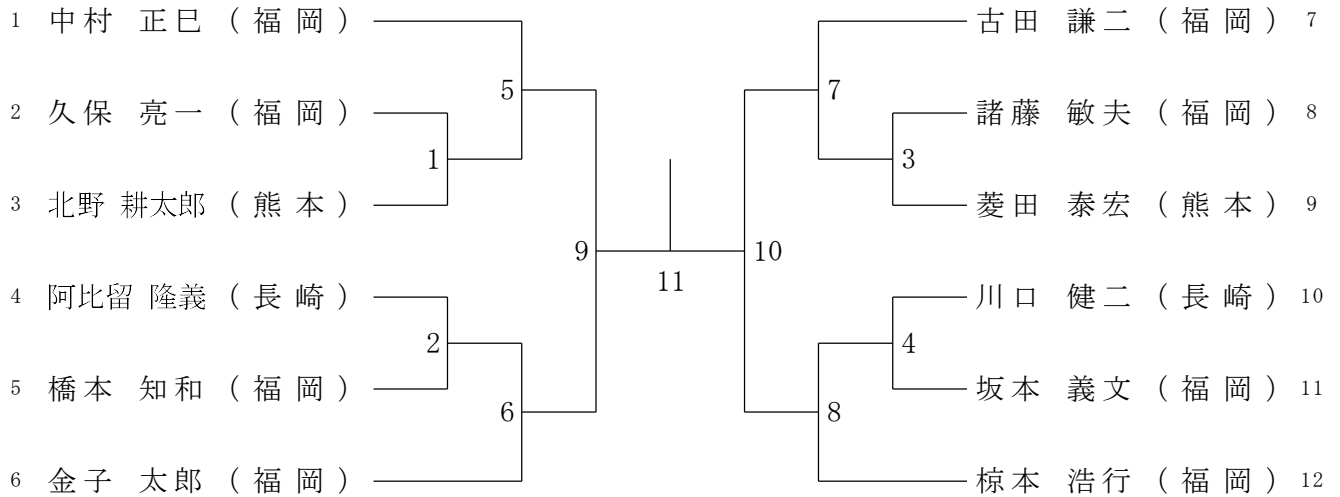 1 中村 正巳 (福岡)
2 久保 亮一 (福岡)
3 北野 耕太郎 (熊本)
4 阿比留 隆義 (長崎)
5 橋本 知和 (福岡)
6 金子 太郎 (福岡)
5
1
9
2
6
11
7
3
10
4
8
古田 謙二 (福岡) 7
諸藤 敏夫 (福岡) 8
菱田 泰宏 (熊本) 9
川口 健二 (長崎) 10
坂本 義文 (福岡) 11
椋本 浩行 (福岡) 12